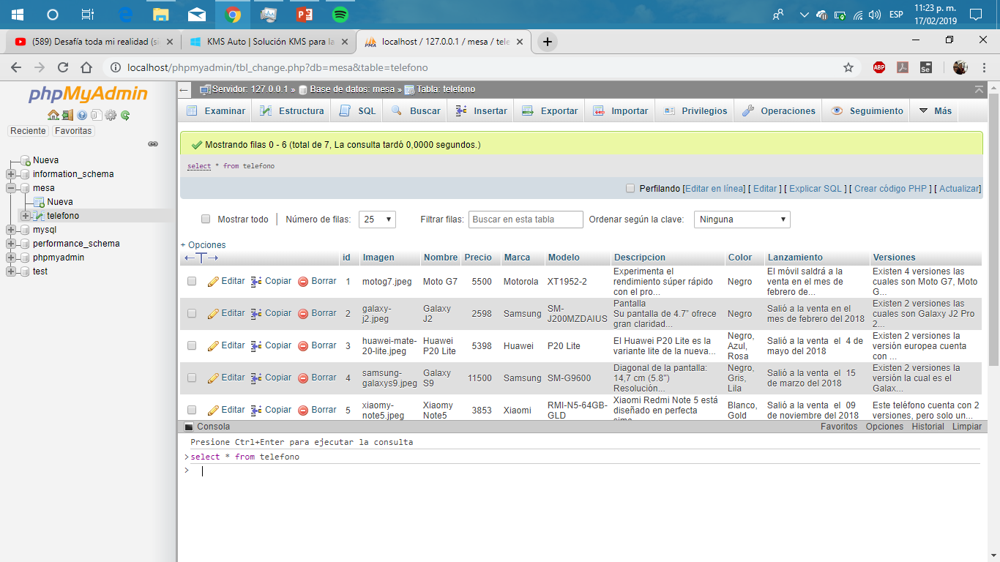 ESP
11:23 p. m.
17/02/2019
(589) Desafía toda mi realidad (si
KMS Auto | Solución KMS para la
localhost / 127.0.0.1 / mesa / tele
localhost/phpmyadmin/tbl_change.php?db=mesa&table=telefono
ABP
Se
phpMyAdmin
Reciente Favoritas
Nueva
information_schema
mesa
Nueva
telefono
mysql
performance_schema
phpmyadmin
test
Servidor: 127.0.0.1 » Base de datos: mesa » Tabla: telefono
Examinar Estructura SQL Buscar Insertar Exportar Importar Privilegios Operaciones Seguimiento Más
Mostrando filas 0 - 6 (total de 7, La consulta tardó 0,0000 segundos.)
select * from telefono
Perfilando [Editar en línea] [ Editar ] [ Explicar SQL ] [ Crear código PHP ] [ Actualizar]
Mostrar todo | Número de filas: 25 Filtrar filas: Buscar en esta tabla Ordenar según la clave: Ninguna
+ Opciones
←T→ id Imagen Nombre Precio Marca Modelo Descripcion Color Lanzamiento Versiones
Editar Copiar Borrar 1 motog7.jpeg Moto G7 5500 Motorola XT1952-2 Experimenta el rendimiento súper rápido con el pro... Negro El móvil saldrá a la venta en el mes de febrero de... Existen 4 versiones las cuales son Moto G7, Moto G...
Editar Copiar Borrar 2 galaxy-j2.jpeg Galaxy J2 2598 Samsung SM-J200MZDAIUS Pantalla Su pantalla de 4.7” ofrece gran claridad... Negro Salió a la venta en el mes de febrero del 2018 Existen 2 versiones las cuales son Galaxy J2 Pro 2...
Editar Copiar Borrar 3 huawei-mate-20-lite.jpeg Huawei P20 Lite 5398 Huawei P20 Lite El Huawei P20 Lite es la variante lite de la nueva... Negro, Azul, Rosa Salió a la venta el 4 de mayo del 2018 Existen 2 versiones la versión europea cuenta con ...
Editar Copiar Borrar 4 samsung-galaxys9.jpeg Galaxy S9 11500 Samsung SM-G9600 Diagonal de la pantalla: 14,7 cm (5.8") Resolución... Negro, Gris, Lila Salió a la venta el 15 de marzo del 2018 Existen 2 versiones la versión la cual es el Galax...
Editar Copiar Borrar 5 xiaomy-note5.jpeg Xiaomy Note5 3853 Xiaomi RMI-N5-64GB-GLD Xiaomi Redmi Note 5 está diseñado en perfecta sime... Blanco, Gold Salió a la venta el 09 de noviembre del 2018 Este teléfono cuenta con 2 versiones, pero solo un...
Consola Favoritos Opciones Historial Limpiar
Presione Ctrl+Enter para ejecutar la consulta
>select * from telefono
>